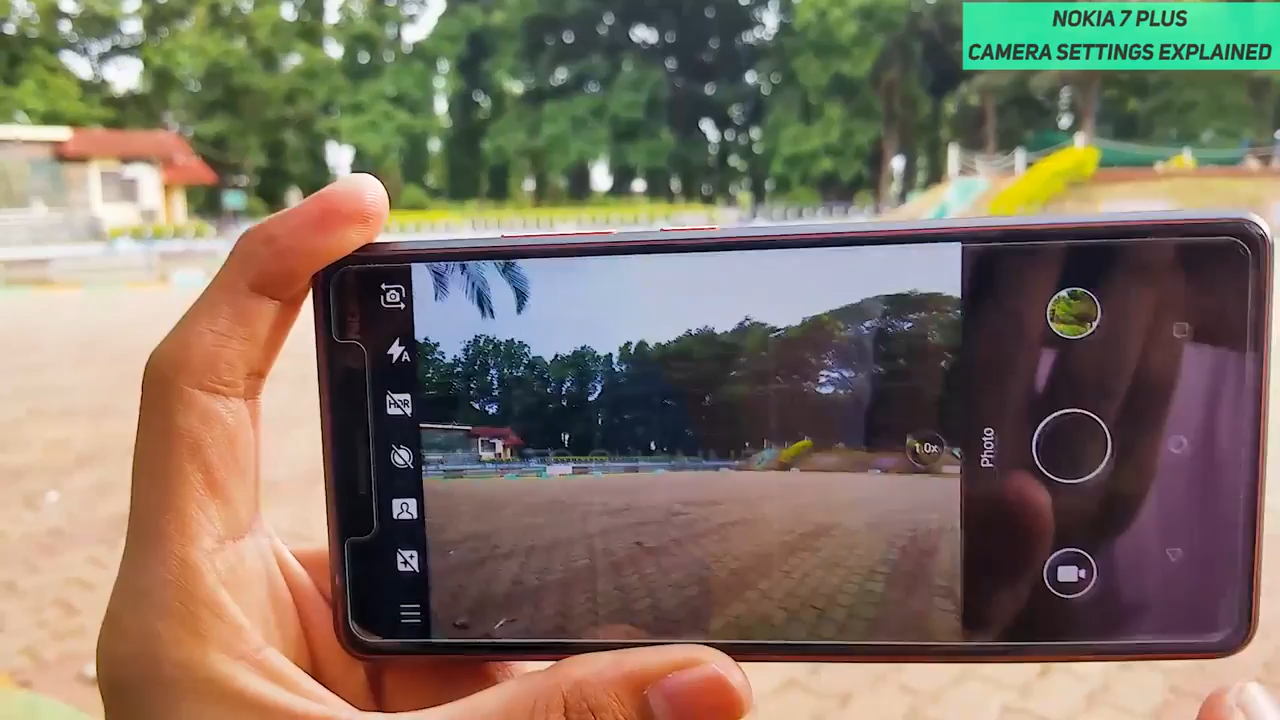 NOKIA 7 PLUS
CAMERA SETTINGS EXPLAINED
A
HDR
1.0x
Photo